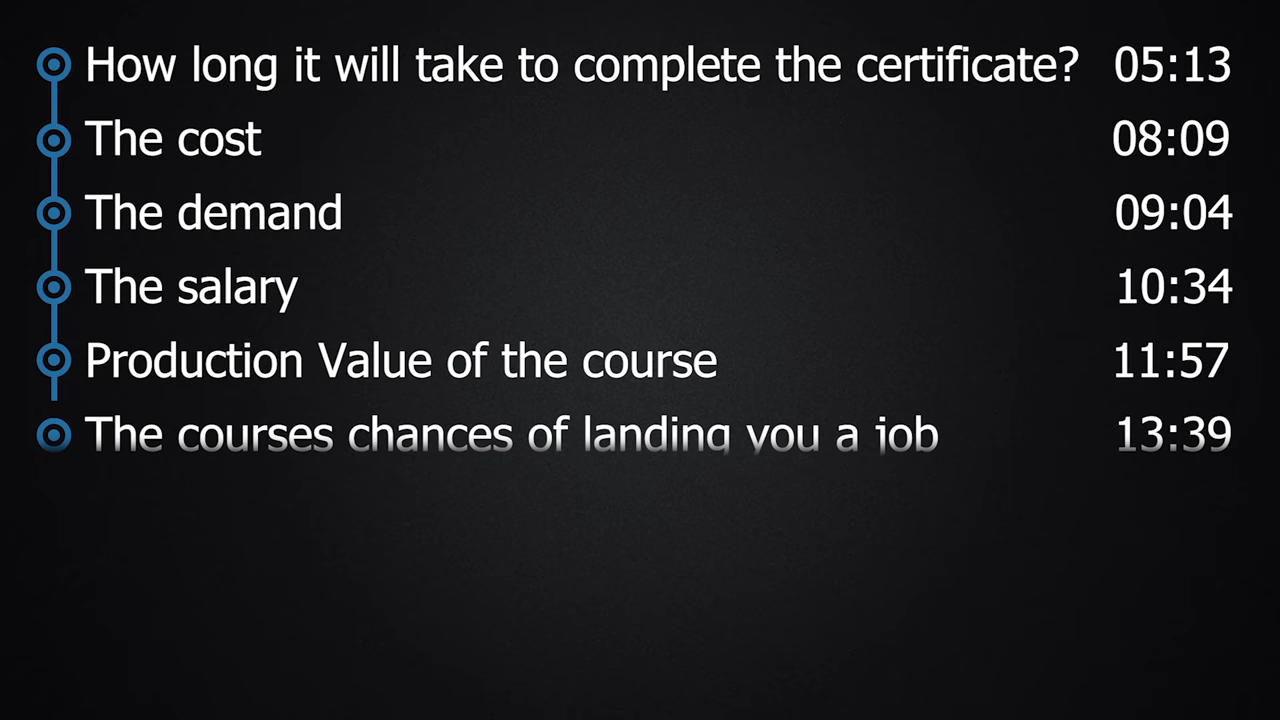 How long it will take to complete the certificate? 05:13
The cost 08:09
The demand 09:04
The salary 10:34
Production Value of the course 11:57
The courses chances of landing you a job 13:39